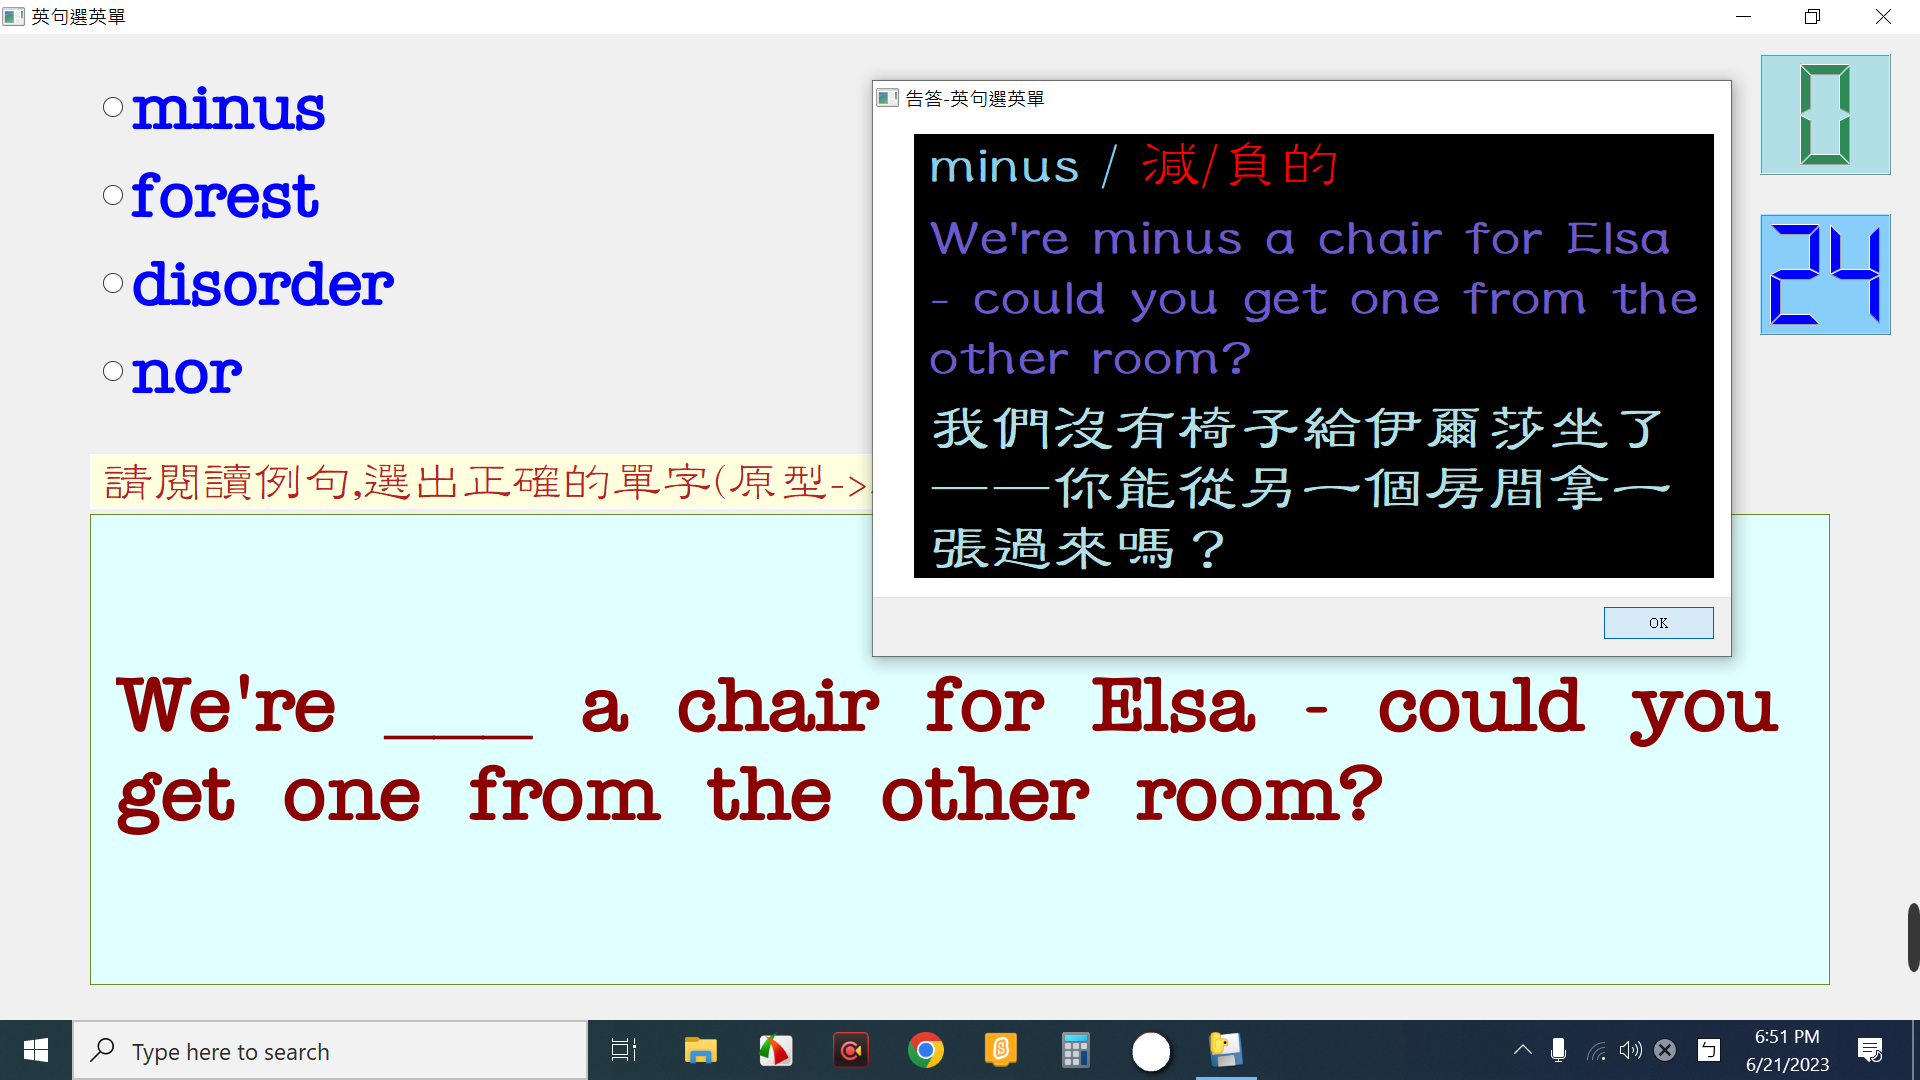 英句選英單
minus
forest
disorder
nor
請閱讀例句,選出正確的單字(原型->
We're ___ a chair for Elsa - could you
get one from the other room?
告答-英句選英單
minus / 減/負的
We're minus a chair for Elsa
- could you get one from the
other room?
我們沒有椅子給伊爾莎坐了
——你能從另一個房間拿一
張過來嗎？
OK
0
24
Type here to search
ㄅ
6:51 PM
6/21/2023